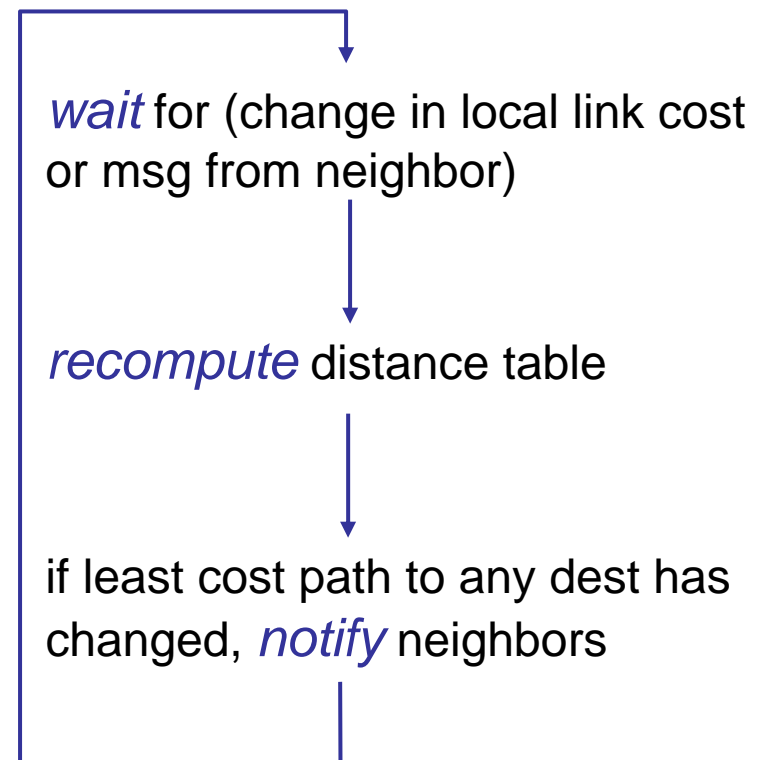 wait for (change in local link cost
or msg from neighbor)
recompute distance table
if least cost path to any dest has
changed, notify neighbors